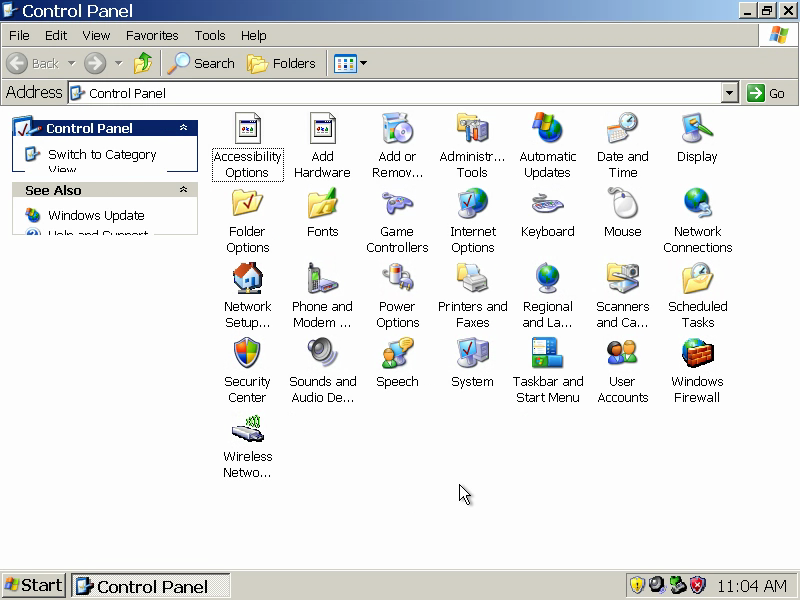 Control Panel
File Edit View Favorites Tools Help
Back Search Folders
Address Control Panel Go
Control Panel
Switch to Category
View
See Also
Windows Update
Help and Support
Accessibility
Options
Add
Hardware
Add or
Remov...
Administr...
Tools
Automatic
Updates
Date and
Time
Display
Folder
Options
Fonts
Game
Controllers
Internet
Options
Keyboard
Mouse
Network
Connections
Network
Setup...
Phone and
Modem ...
Power
Options
Printers and
Faxes
Regional
and La...
Scanners
and Ca...
Scheduled
Tasks
Security
Center
Sounds and
Audio De...
Speech
System
Taskbar and
Start Menu
User
Accounts
Windows
Firewall
Wireless
Netwo...
Start Control Panel 11:04 AM